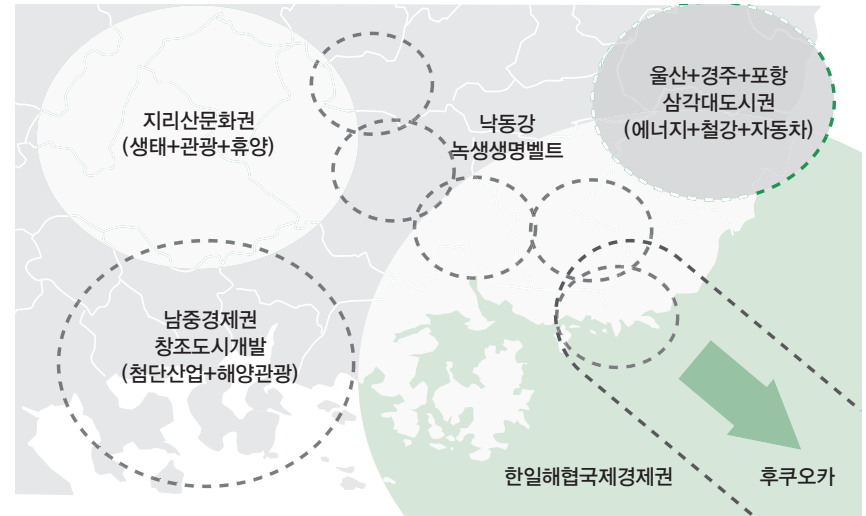 지리산문화권
(생태+관광+휴양)
낙동강
녹생생명벨트
울산+경주+포항
삼각대도시권
(에너지+철강+자동차)
남중경제권
창조도시개발
(첨단산업+해양관광)
한일해협국제경제권
후쿠오카